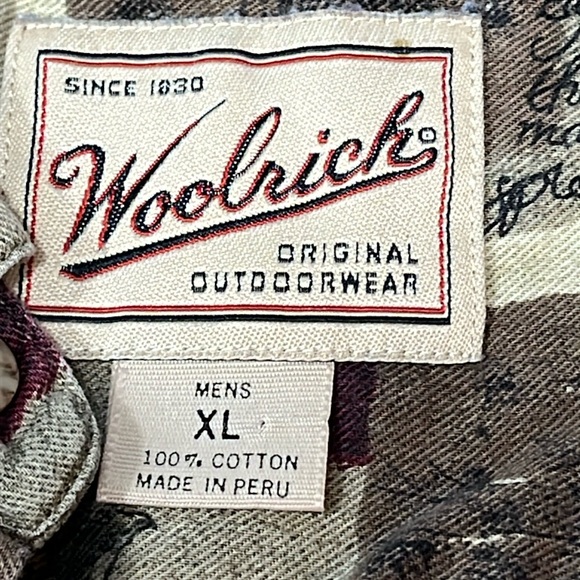 SINCE 1830
Woolrich®
ORIGINAL
OUTDOORWEAR
MENS
XL
100% COTTON
MADE IN PERU